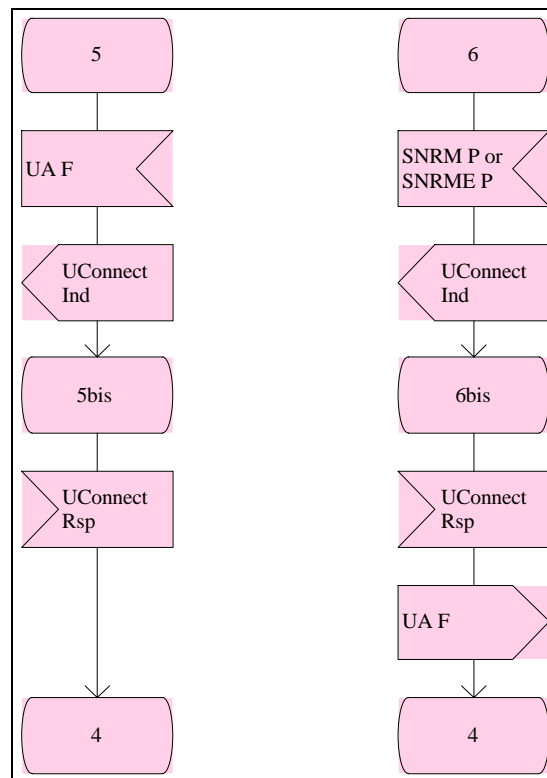 5
UA F
UConnect
Ind
5bis
UConnect
Rsp
4
6
SNRM P or
SNRME P
UConnect
Ind
6bis
UConnect
Rsp
UA F
4